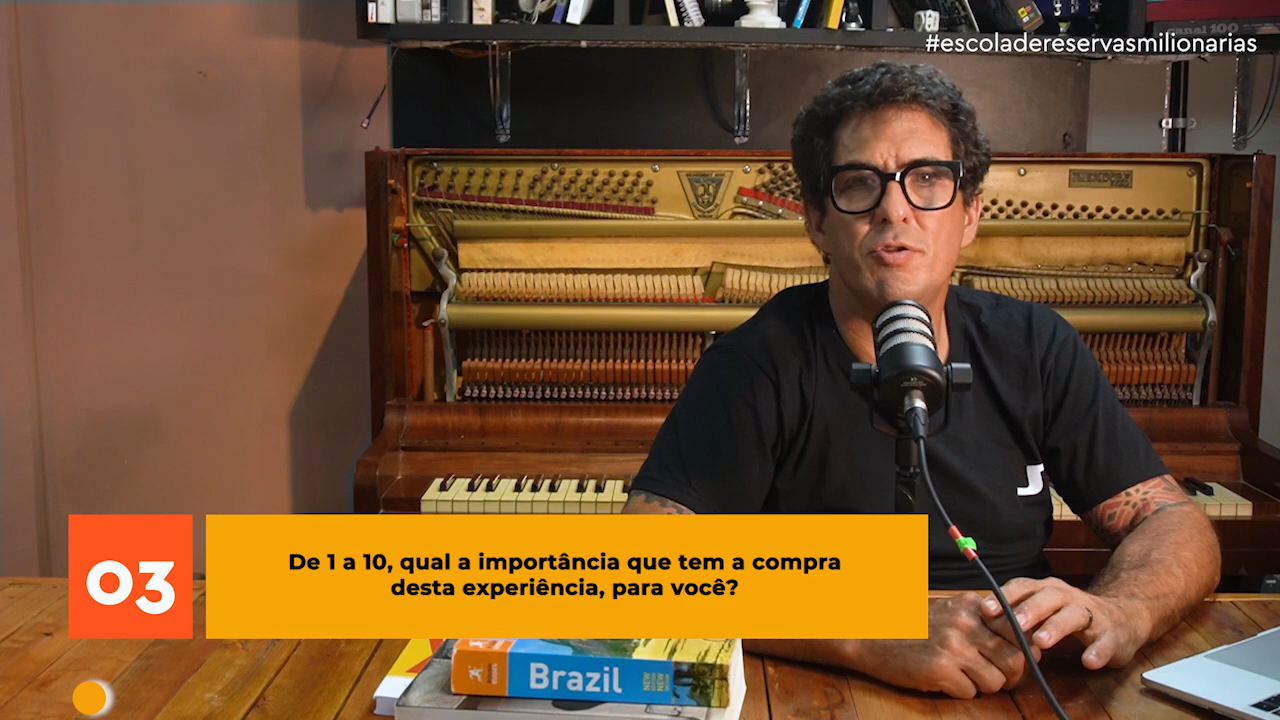 #escoladereservasmilionarias
03
De 1 a 10, qual a importância que tem a compra
desta experiência, para você?
Brazil